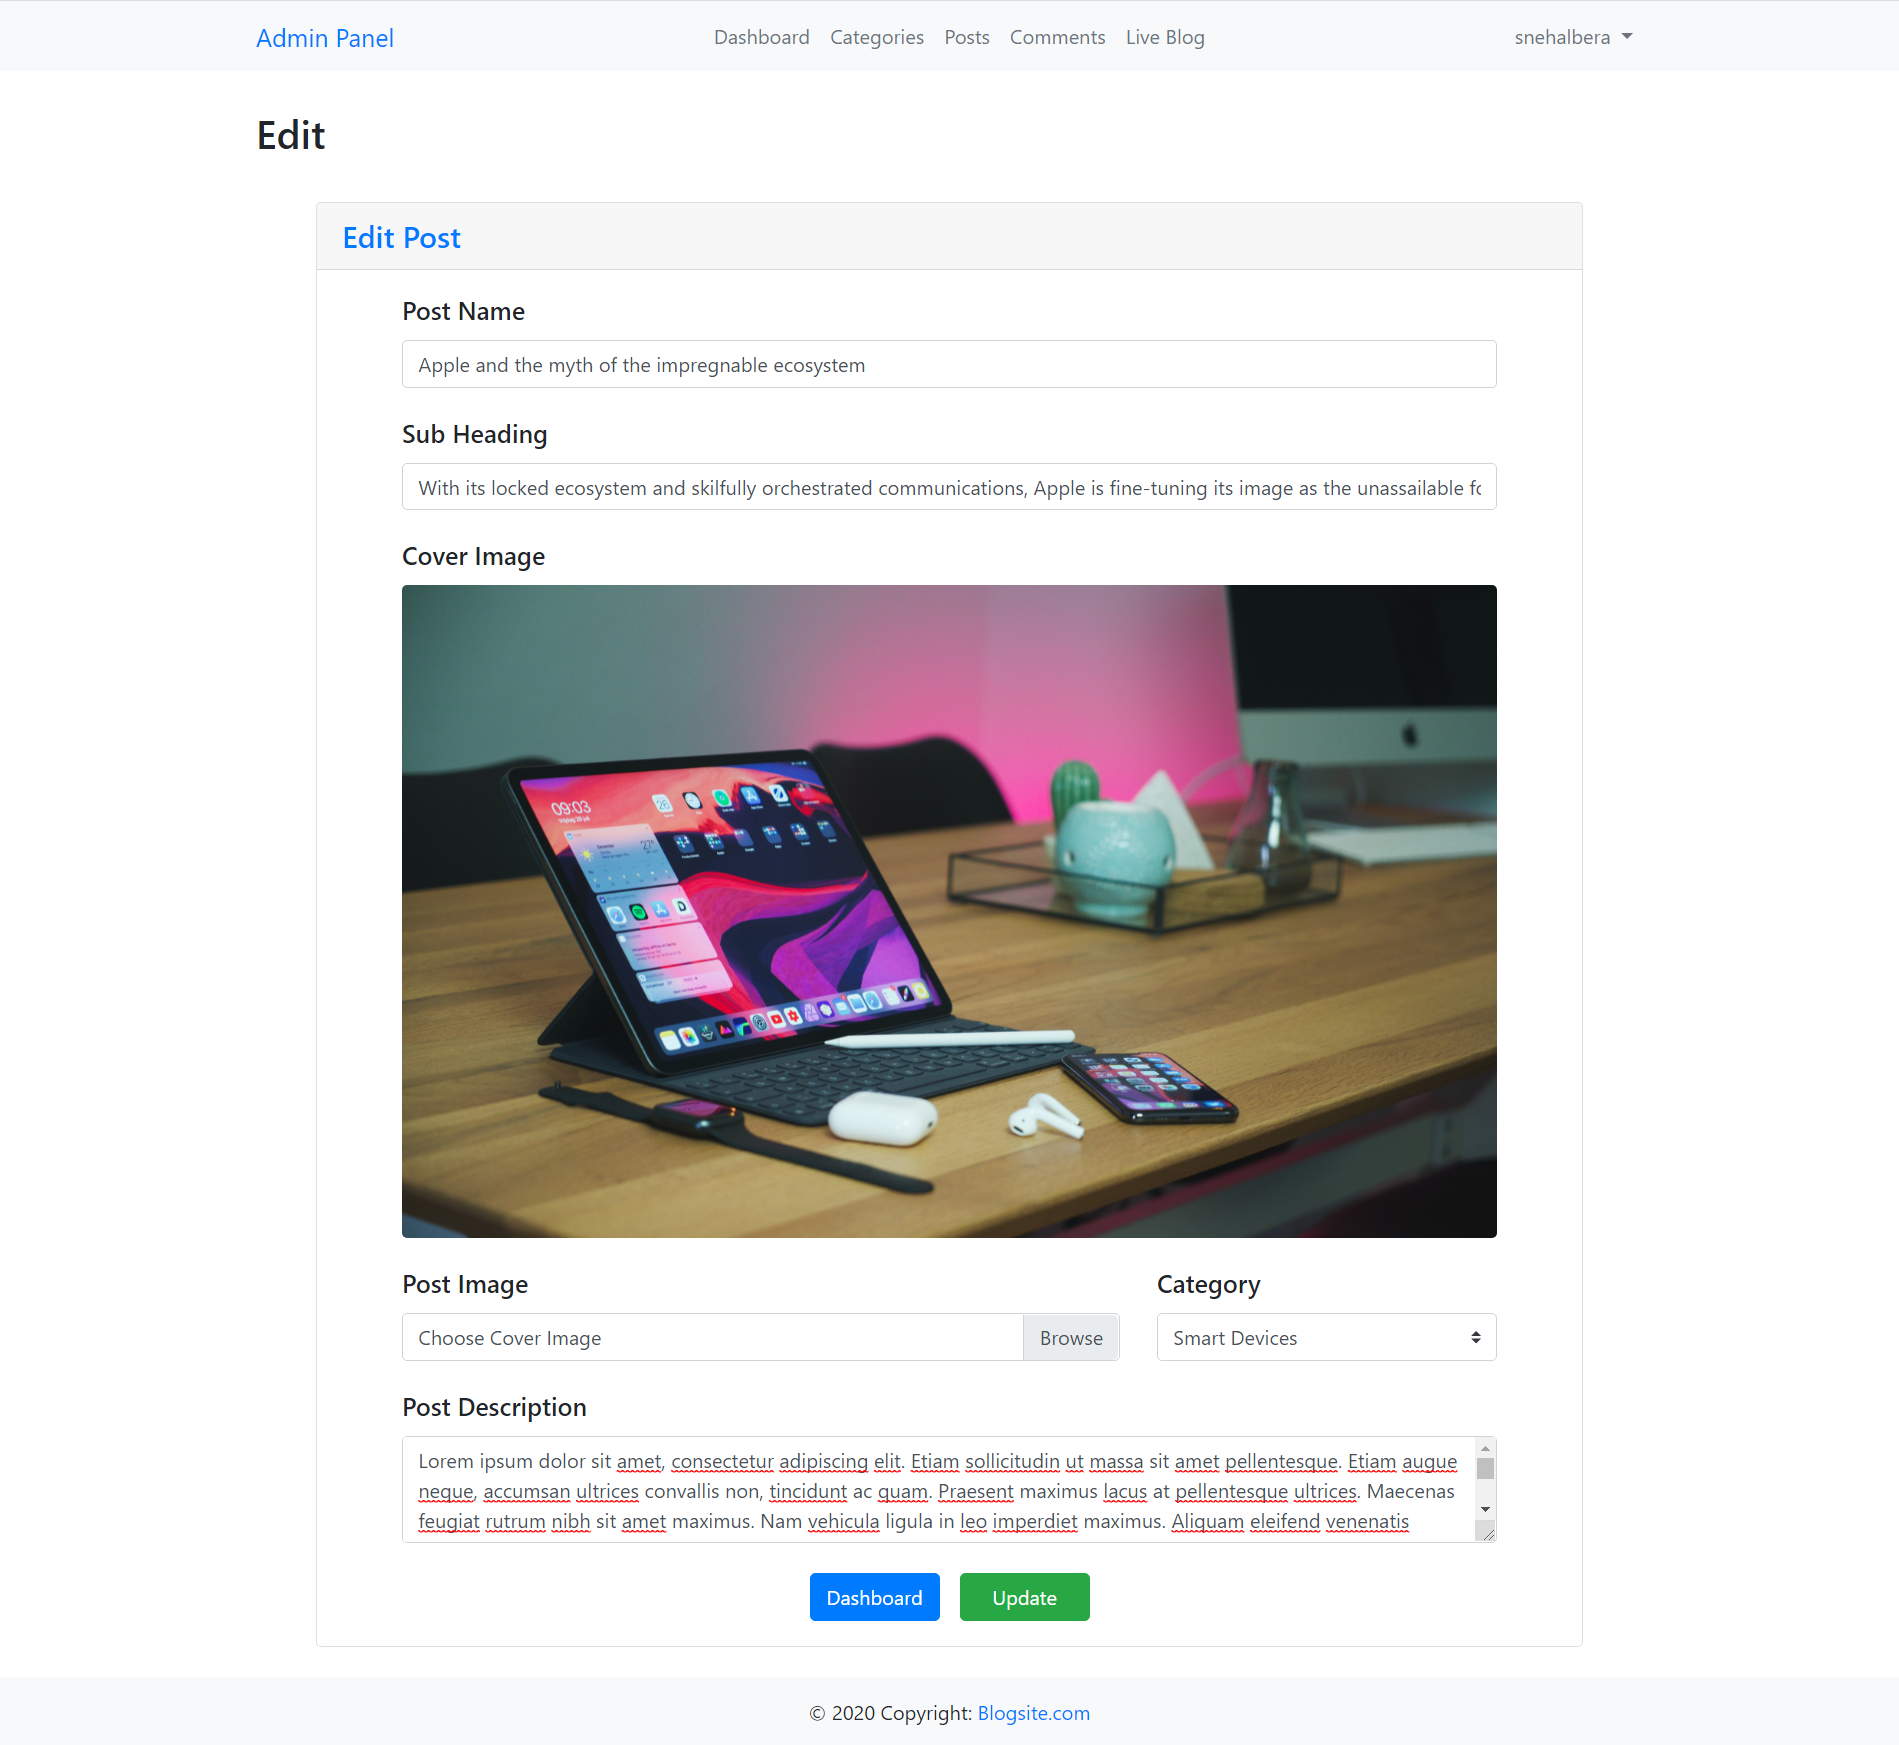 Admin Panel Dashboard Categories Posts Comments Live Blog snehalbera
Edit
Edit Post
Post Name
Apple and the myth of the impregnable ecosystem
Sub Heading
With its locked ecosystem and skilfully orchestrated communications, Apple is fine-tuning its image as the unassailable fo
Cover Image
09:03
Post Image Category
Choose Cover Image Browse Smart Devices
Post Description
Lorem ipsum dolor sit amet, consectetur adipiscing elit. Etiam sollicitudin ut massa sit amet pellentesque. Etiam augue
neque, accumsan ultrices convallis non, tincidunt ac quam. Praesent maximus lacus at pellentesque ultrices. Maecenas
feugiat rutrum nibh sit amet maximus. Nam vehicula ligula in leo imperdiet maximus. Aliquam eleifend venenatis
Dashboard Update
© 2020 Copyright: Blogsite.com